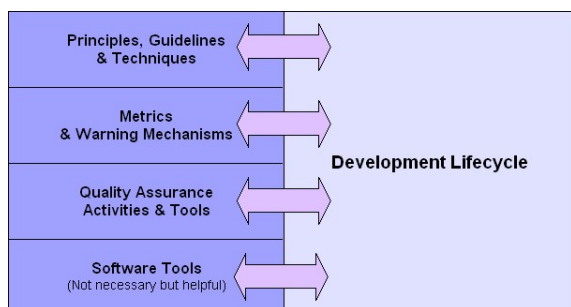 Principles, Guidelines
& Techniques
Metrics
& Warning Mechanisms
Development Lifecycle
Quality Assurance
Activities & Tools
Software Tools
(Not necessary but helpful)